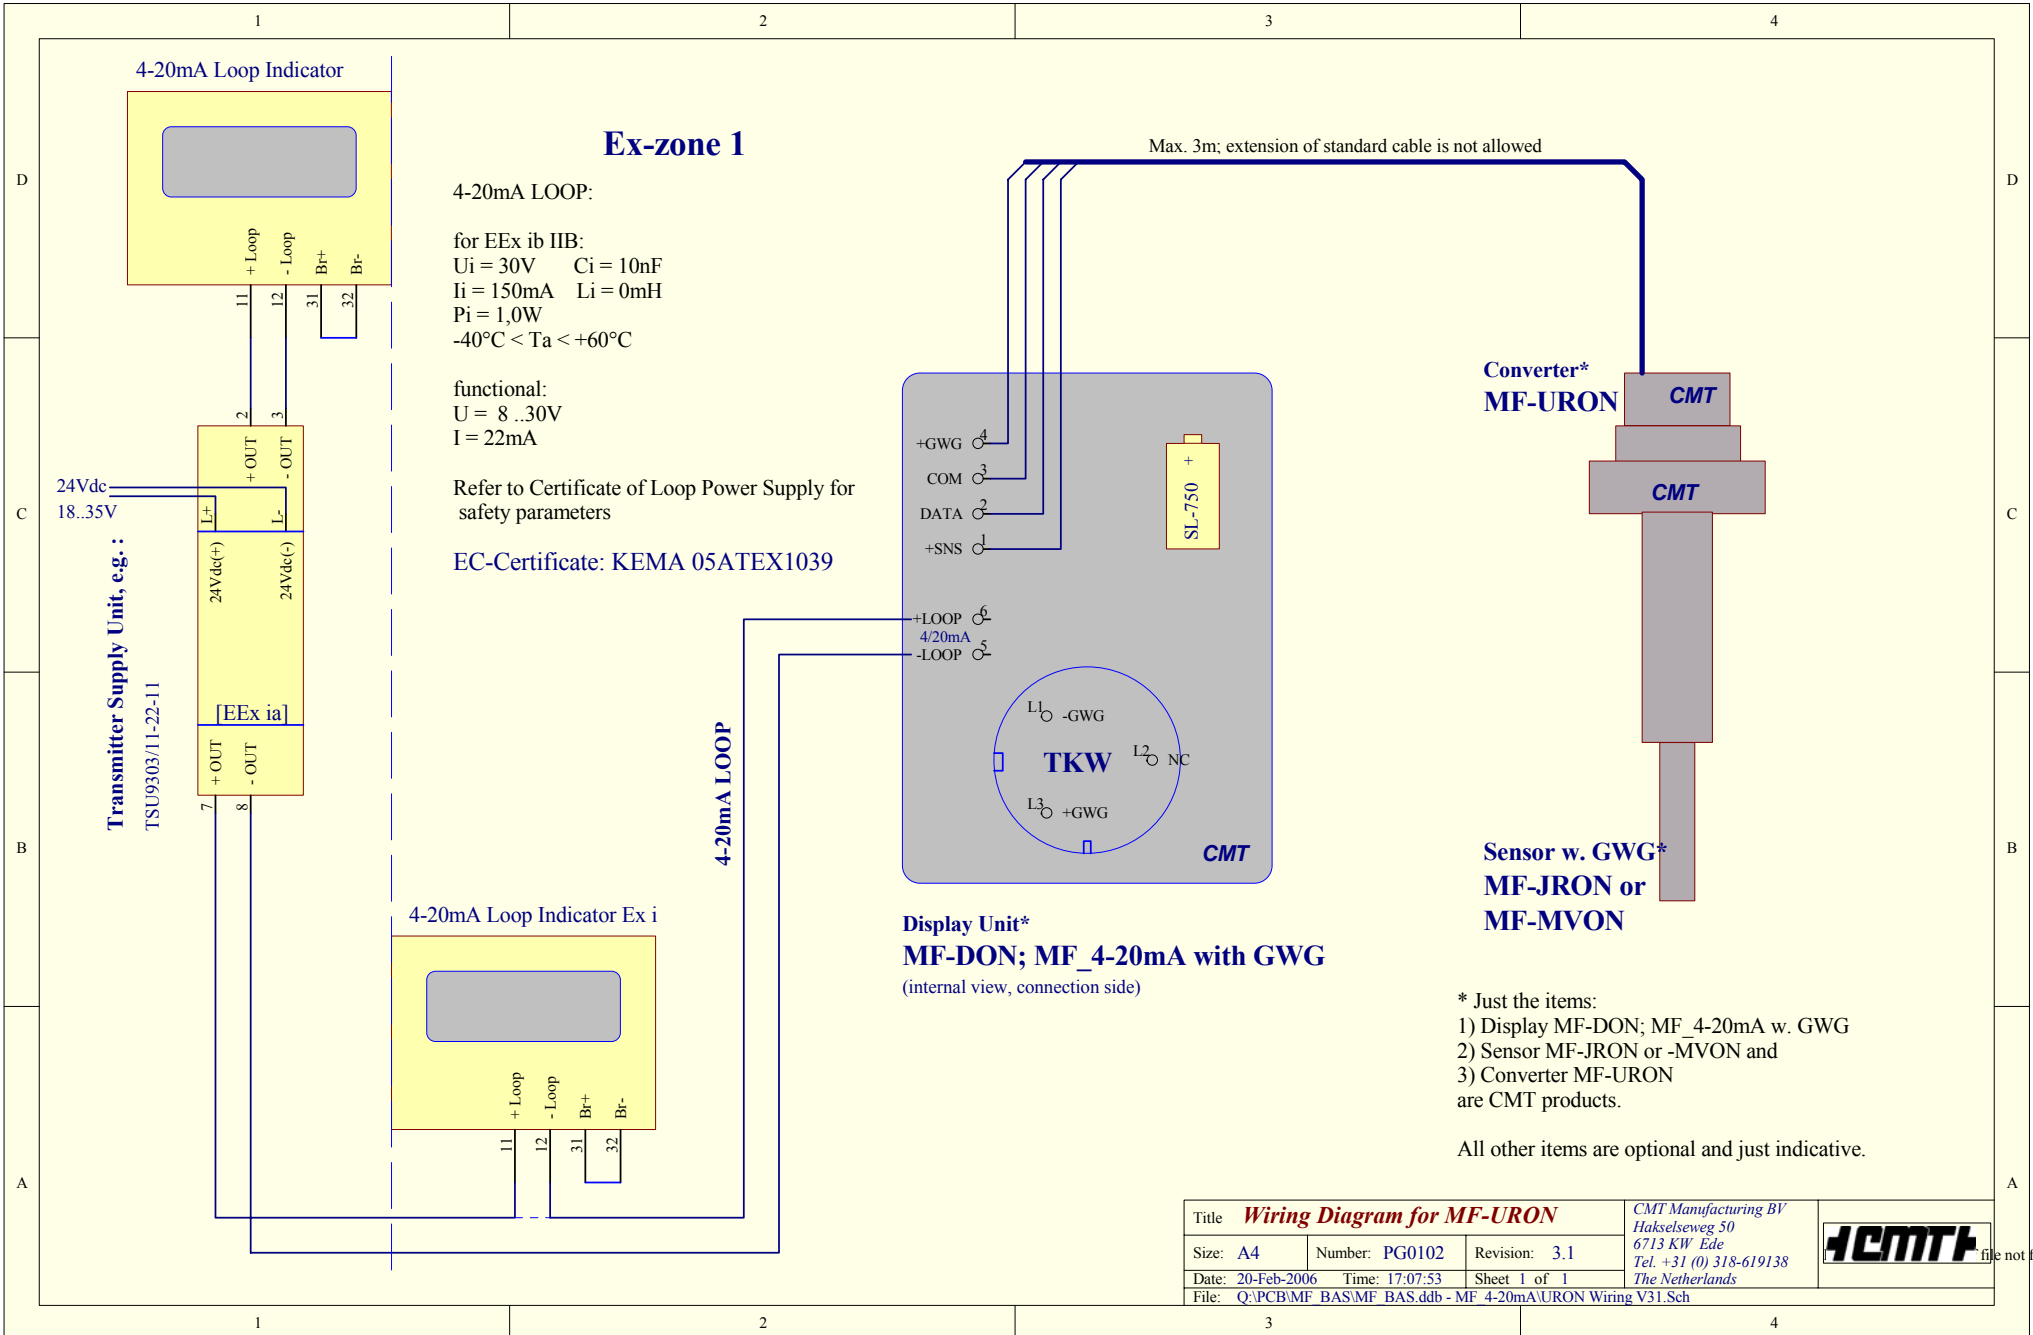 1
2
3
4
D
D
C
C
B
B
A
A
4-20mA Loop Indicator
+ Loop
- Loop
Br+
Br-
11
12
31
32
2
3
+ OUT
- OUT
24Vdc
18..35V
L+
L-
24Vdc(+)
24Vdc(-)
Transmitter Supply Unit, e.g. :
TSU9303/11-22-11
[EEx ia]
+ OUT
- OUT
7
8
Ex-zone 1
4-20mA LOOP:
for EEx ib IIB:
Ui = 30V Ci = 10nF
Ii = 150mA Li = 0mH
Pi = 1,0W
-40°C < Ta < +60°C
functional:
U = 8 ..30V
I = 22mA
Refer to Certificate of Loop Power Supply for
safety parameters
EC-Certificate: KEMA 05ATEX1039
4-20mA LOOP
4-20mA Loop Indicator Ex i
+ Loop
- Loop
Br+
Br-
11
12
31
32
Max. 3m; extension of standard cable is not allowed
+GWG 4
COM 3
DATA 2
+SNS 1
SL-750 +
+LOOP 6
4/20mA
-LOOP 5
L1 -GWG
TKW
L2 NC
L3 +GWG
CMT
Display Unit*
MF-DON; MF_4-20mA with GWG
(internal view, connection side)
Converter*
MF-URON
CMT
CMT
Sensor w. GWG*
MF-JRON or
MF-MVON
* Just the items:
1) Display MF-DON; MF_4-20mA w. GWG
2) Sensor MF-JRON or -MVON and
3) Converter MF-URON
are CMT products.
All other items are optional and just indicative.
Title Wiring Diagram for MF-URON
Size: A4 Number: PG0102 Revision: 3.1
Date: 20-Feb-2006 Time: 17:07:53 Sheet 1 of 1
File: Q:\PCB\MF_BAS\MF_BAS.ddb - MF_4-20mA\URON Wiring V31.Sch
CMT Manufacturing BV
Hakselseweg 50
6713 KW Ede
Tel. +31 (0) 318-619138
The Netherlands
CMT
file not f
1
2
3
4